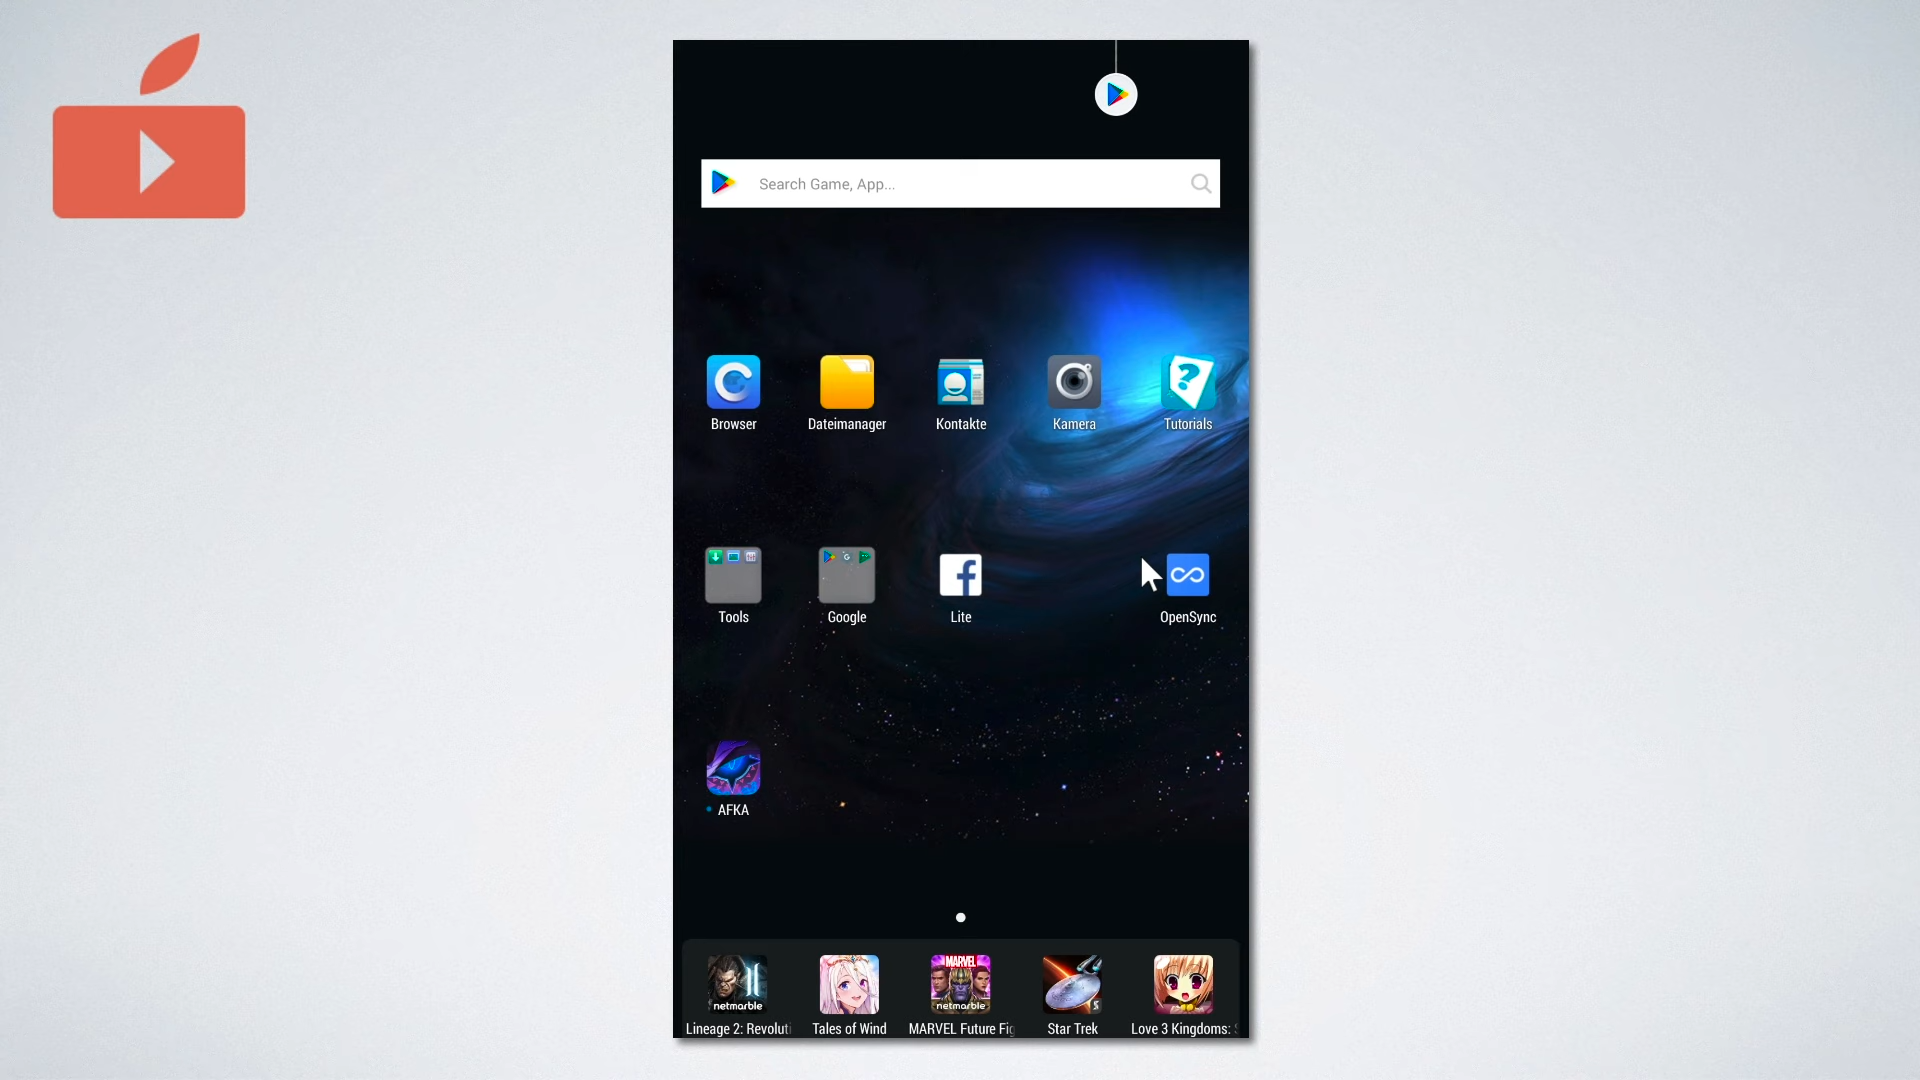 Search Game, App...
Browser
Dateimanager
Kontakte
Kamera
Tutorials
Tools
Google
Lite
OpenSync
AFKA
netmarble
MARVEL
netmarble
Lineage 2: Revoluti
Tales of Wind
MARVEL Future Fig
Star Trek
Love 3 Kingdoms: